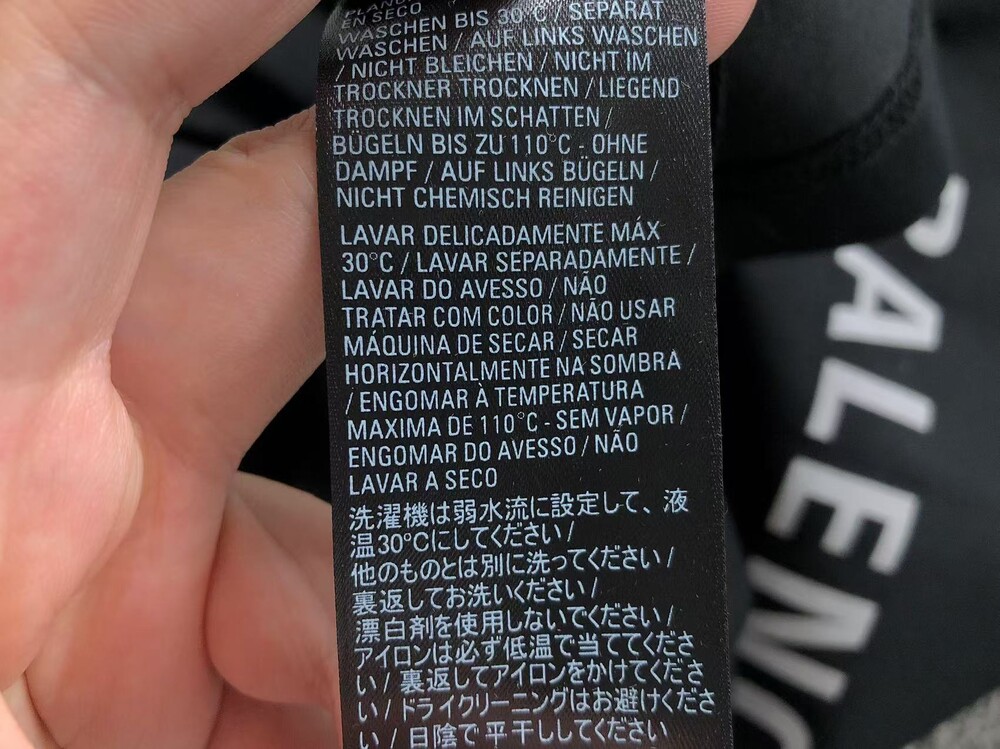 EN SECO
WASCHEN BIS 30°C / SEPARAT
WASCHEN / AUF LINKS WASCHEN
/ NICHT BLEICHEN / NICHT IM
TROCKNER TROCKNEN / LIEGEND
TROCKNEN IM SCHATTEN /
BÜGELN BIS ZU 110°C - OHNE
DAMPF / AUF LINKS BÜGELN /
NICHT CHEMISCH REINIGEN
LAVAR DELICADAMENTE MÁX
30°C / LAVAR SEPARADAMENTE /
LAVAR DO AVESSO / NÃO
TRATAR COM COLOR / NÃO USAR
MÁQUINA DE SECAR / SECAR
HORIZONTALMENTE NA SOMBRA
/ ENGOMAR À TEMPERATURA
MAXIMA DE 110°C - SEM VAPOR /
ENGOMAR DO AVESSO / NÃO
LAVAR A SECO
洗濯機は弱水流に設定して、液
温30°Cにしてください/
他のものとは別に洗ってください/
裏返してお洗いください/
漂白剤を使用しないでください/
アイロンは必ず低温で当ててくださ
い/ 裏返してアイロンをかけてくださ
い/ドライクリーニングはお避けくださ
い/ 日陰で平干ししてください
BALENC